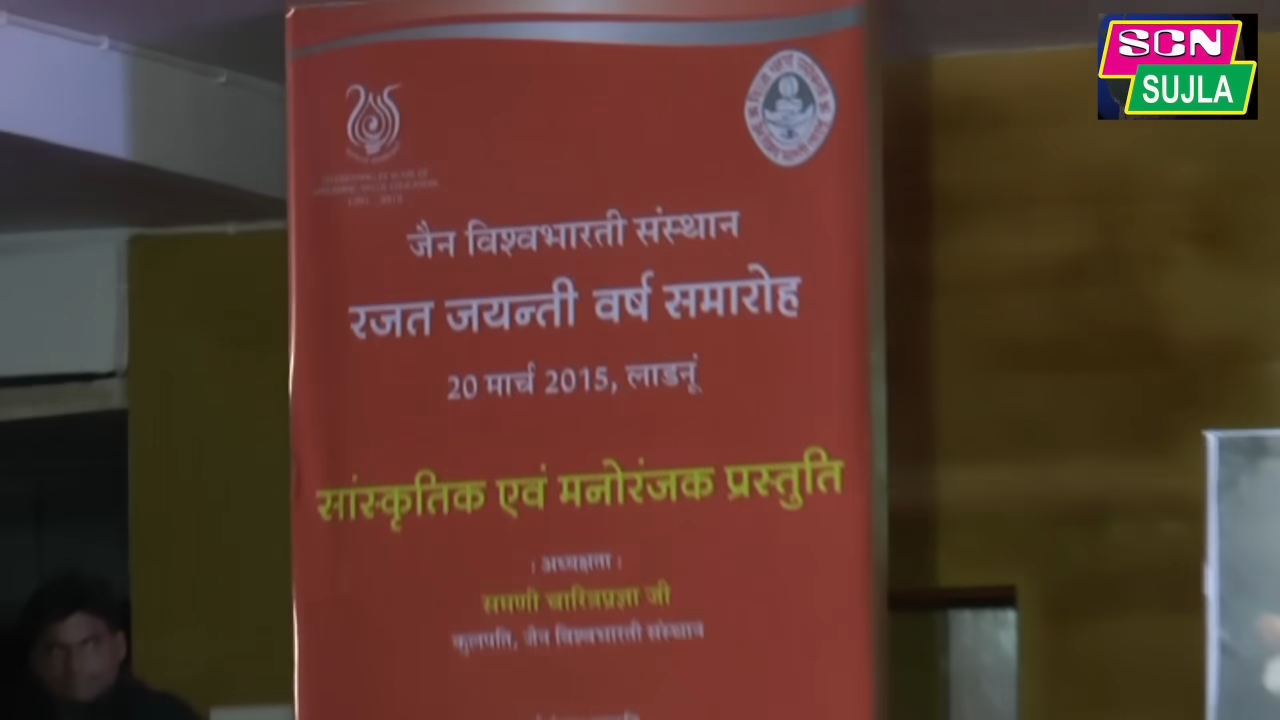 SCN
SUJLA
जैन विश्वभारती संस्थान
रजत जयन्ती वर्ष समारोह
20 मार्च 2015, लाडनूं
सांस्कृतिक एवं मनोरंजक प्रस्तुति
: अध्यक्षता :
समणी चारित्रप्रज्ञा जी
कुलपति, जैन विश्वभारती संस्थान